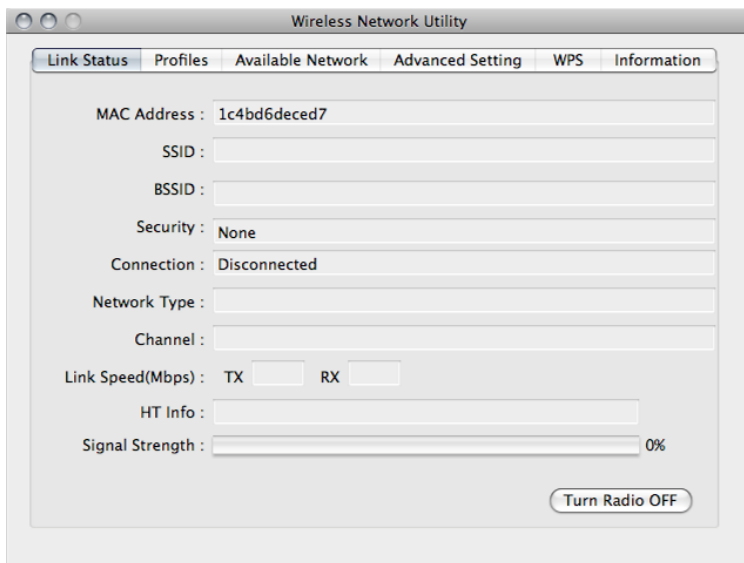 Wireless Network Utility
Link Status Profiles Available Network Advanced Setting WPS Information
MAC Address : 1c4bd6deced7
SSID :
BSSID :
Security : None
Connection : Disconnected
Network Type :
Channel :
Link Speed(Mbps) : TX RX
HT Info :
Signal Strength : 0%
Turn Radio OFF